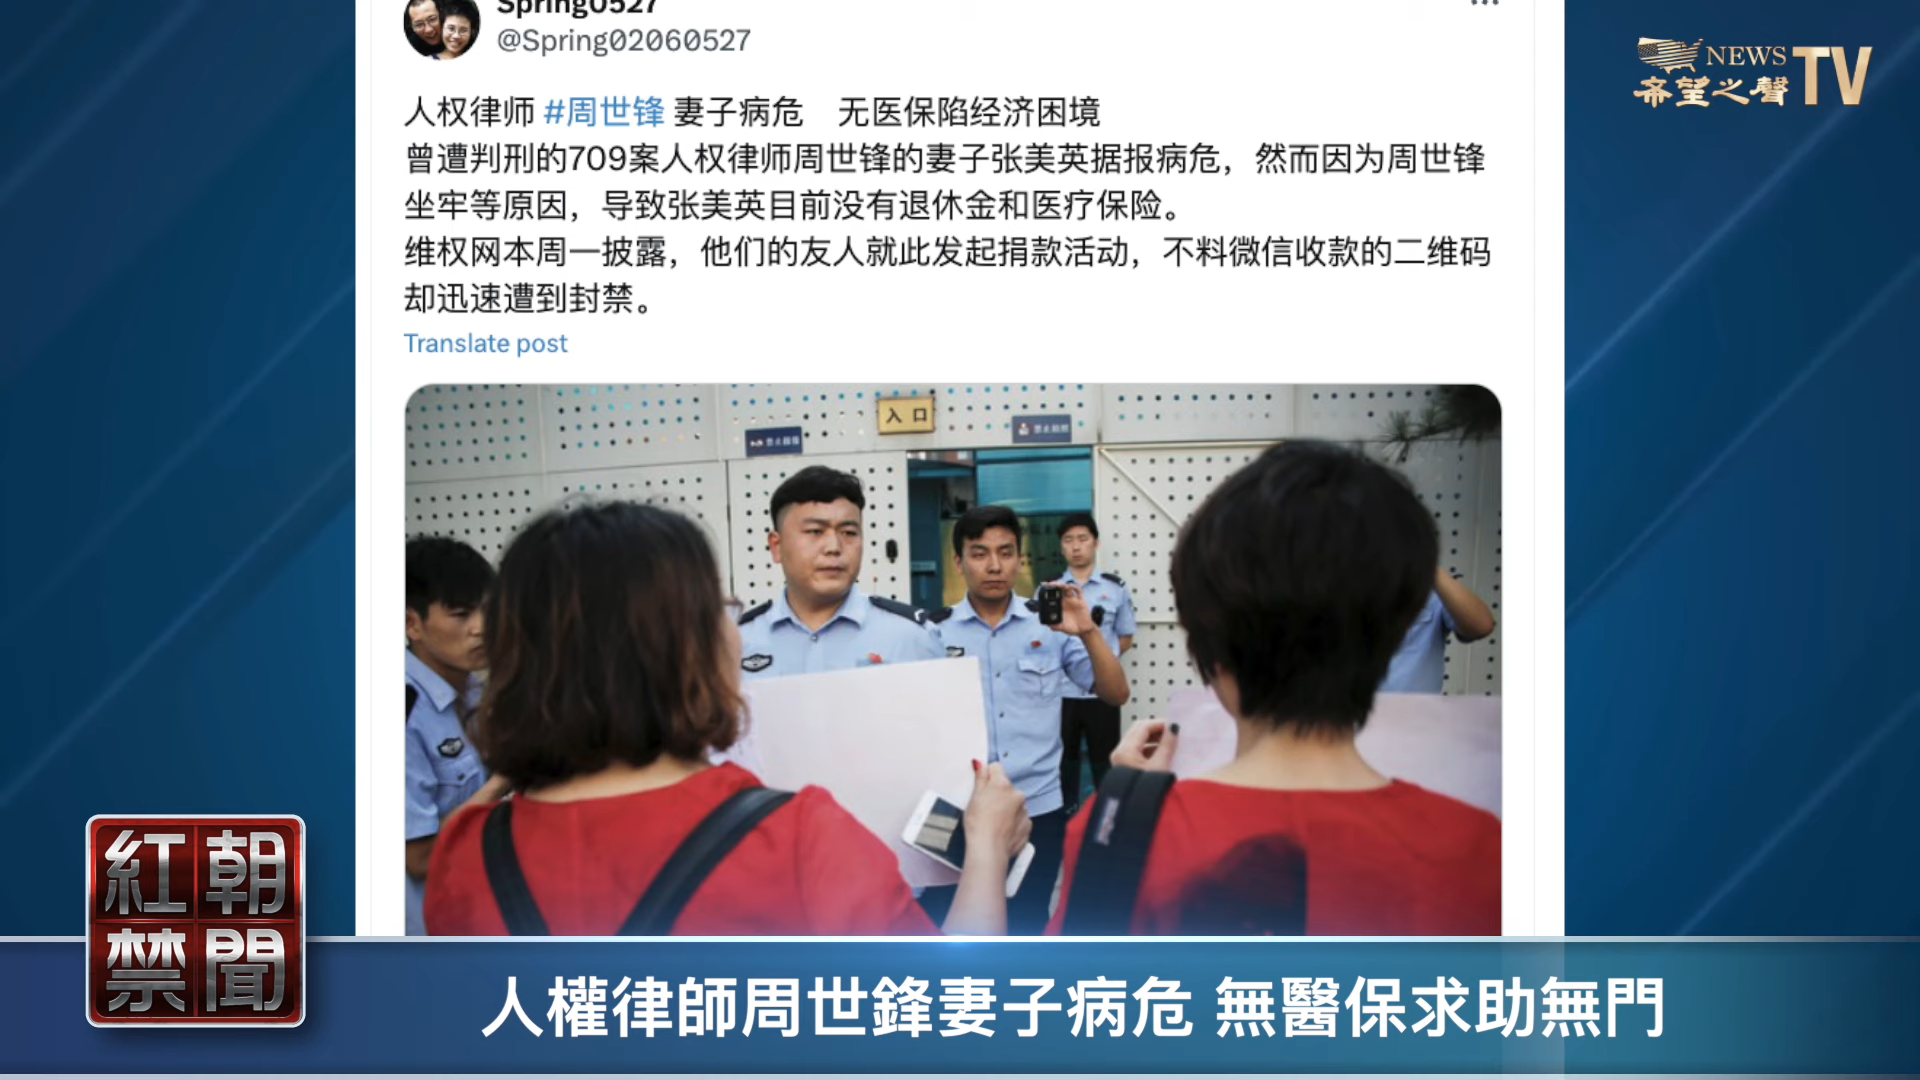 Spring0527
@Spring02060527
NEWS
希望之聲TV
人权律师 #周世锋 妻子病危　无医保陷经济困境
曾遭判刑的709案人权律师周世锋的妻子张美英据报病危，然而因为周世锋
坐牢等原因，导致张美英目前没有退休金和医疗保险。
维权网本周一披露，他们的友人就此发起捐款活动，不料微信收款的二维码
却迅速遭到封禁。
Translate post
入口
紅朝
禁聞
人權律師周世鋒妻子病危 無醫保求助無門